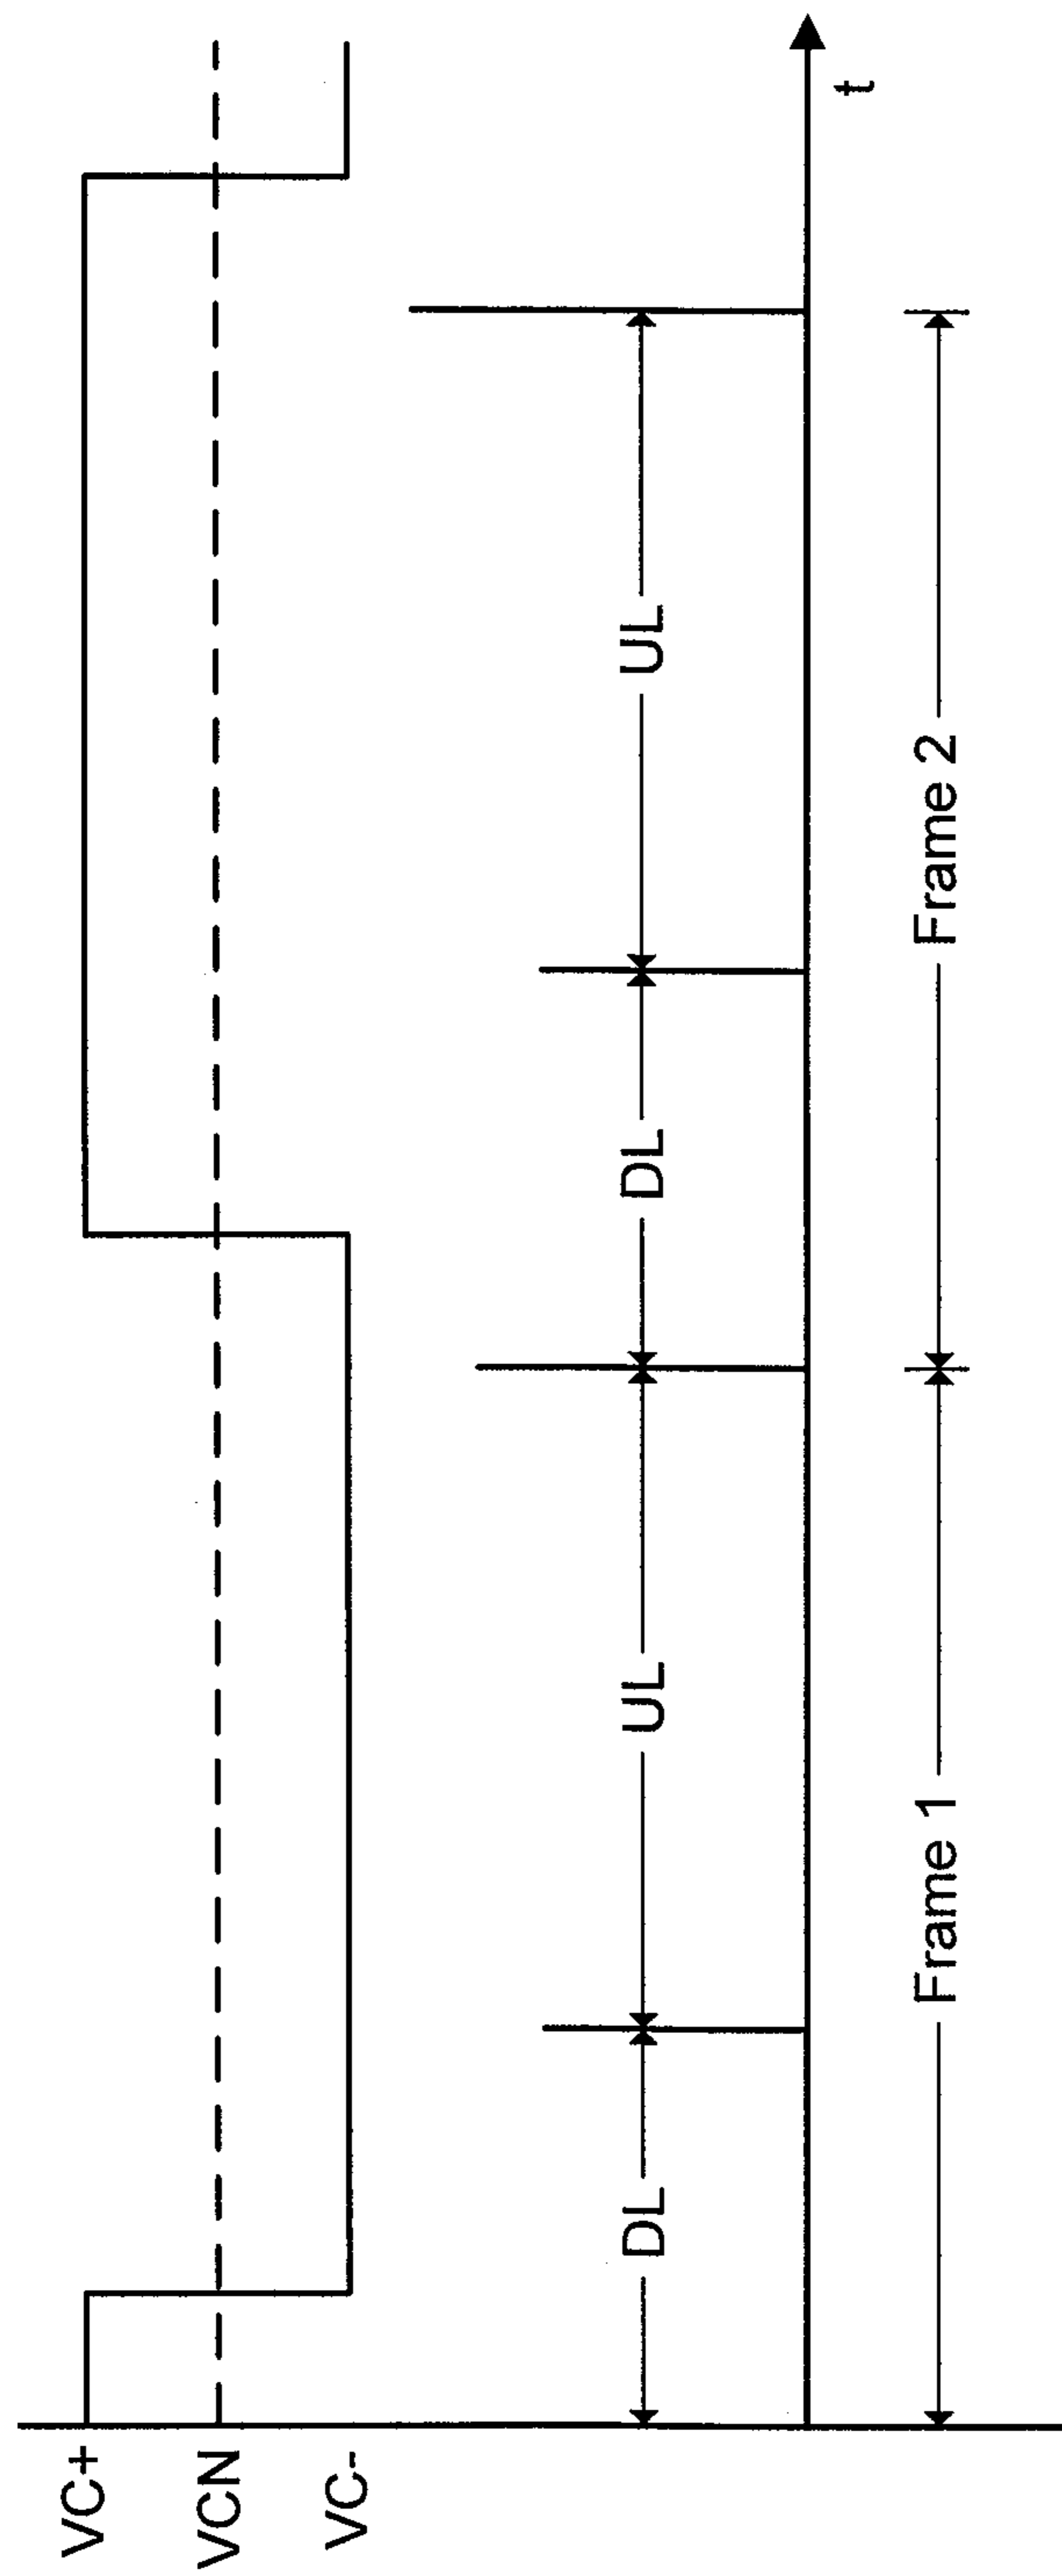 VC+
VCN
VC-
DL
UL
DL
UL
t
Frame 1
Frame 2